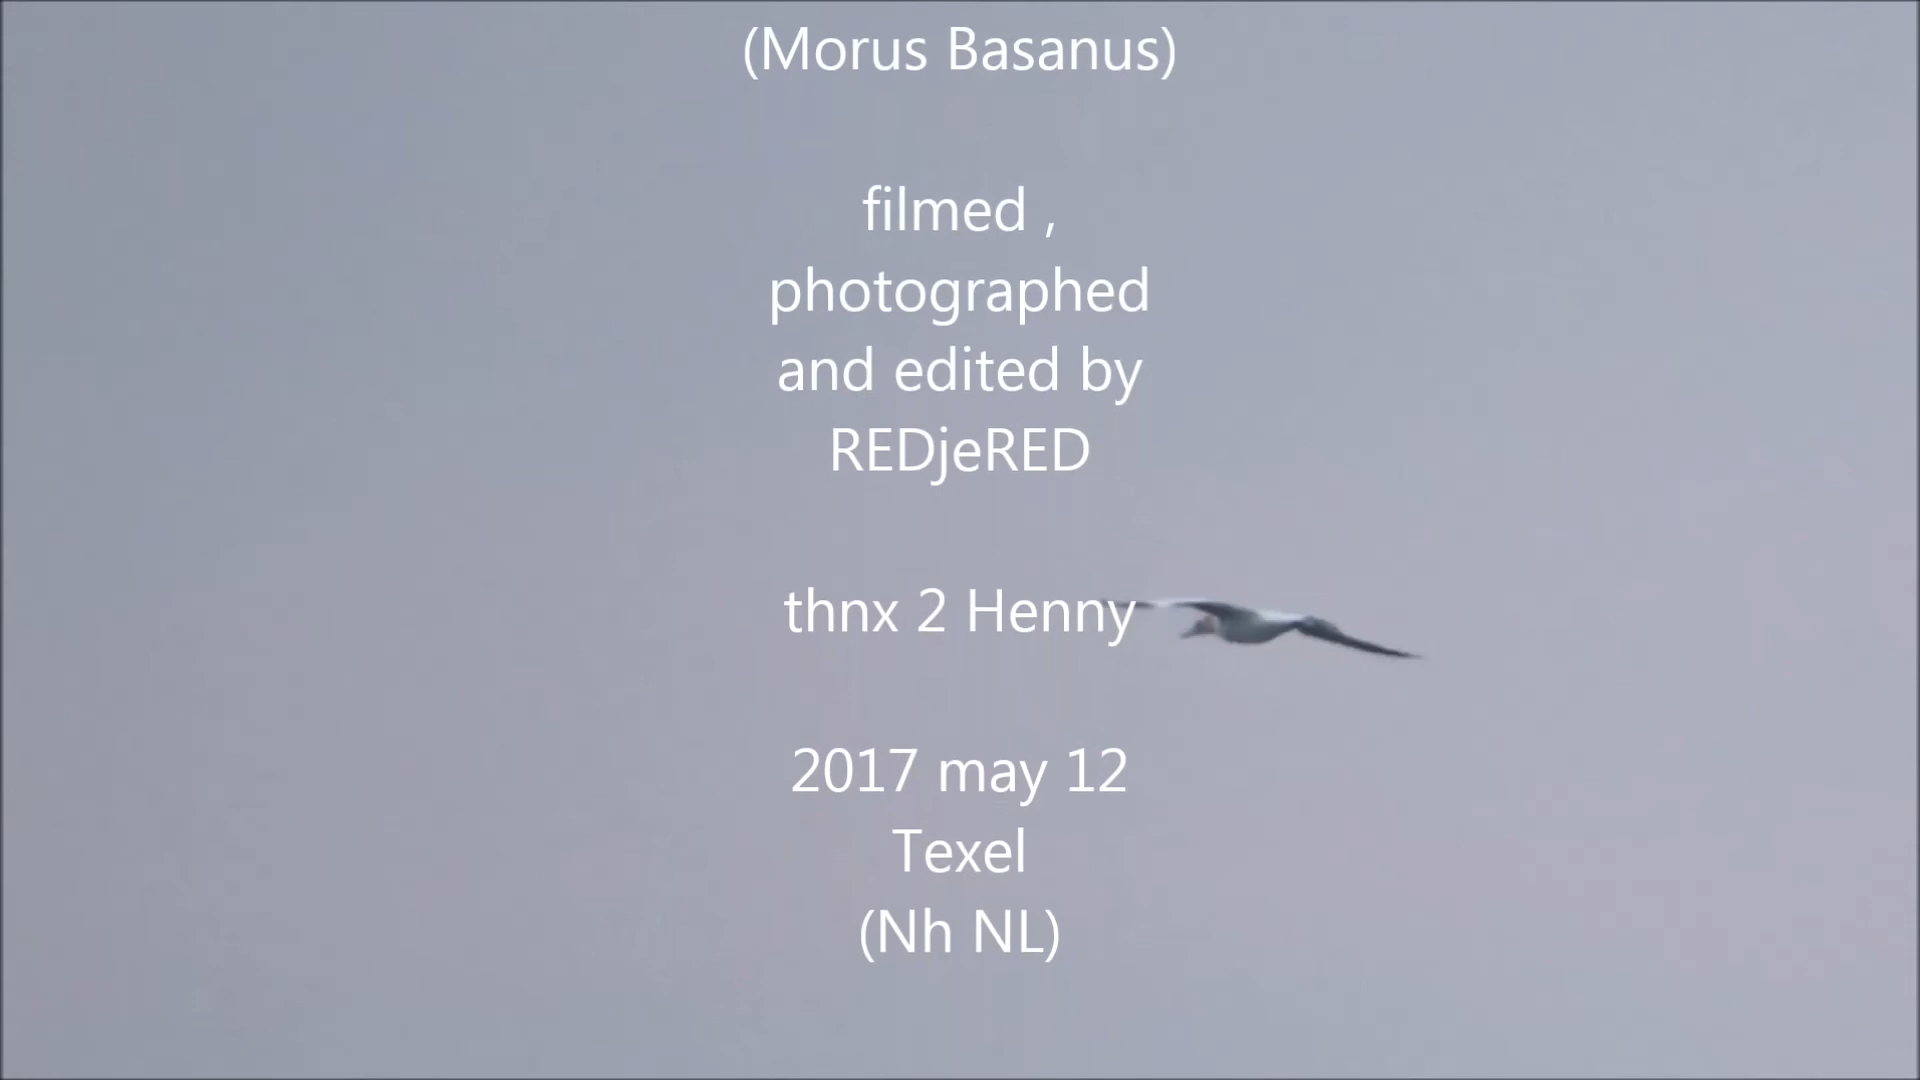 (Morus Basanus)
filmed ,
photographed
and edited by
REDjeRED
thnx 2 Henny
2017 may 12
Texel
(Nh NL)